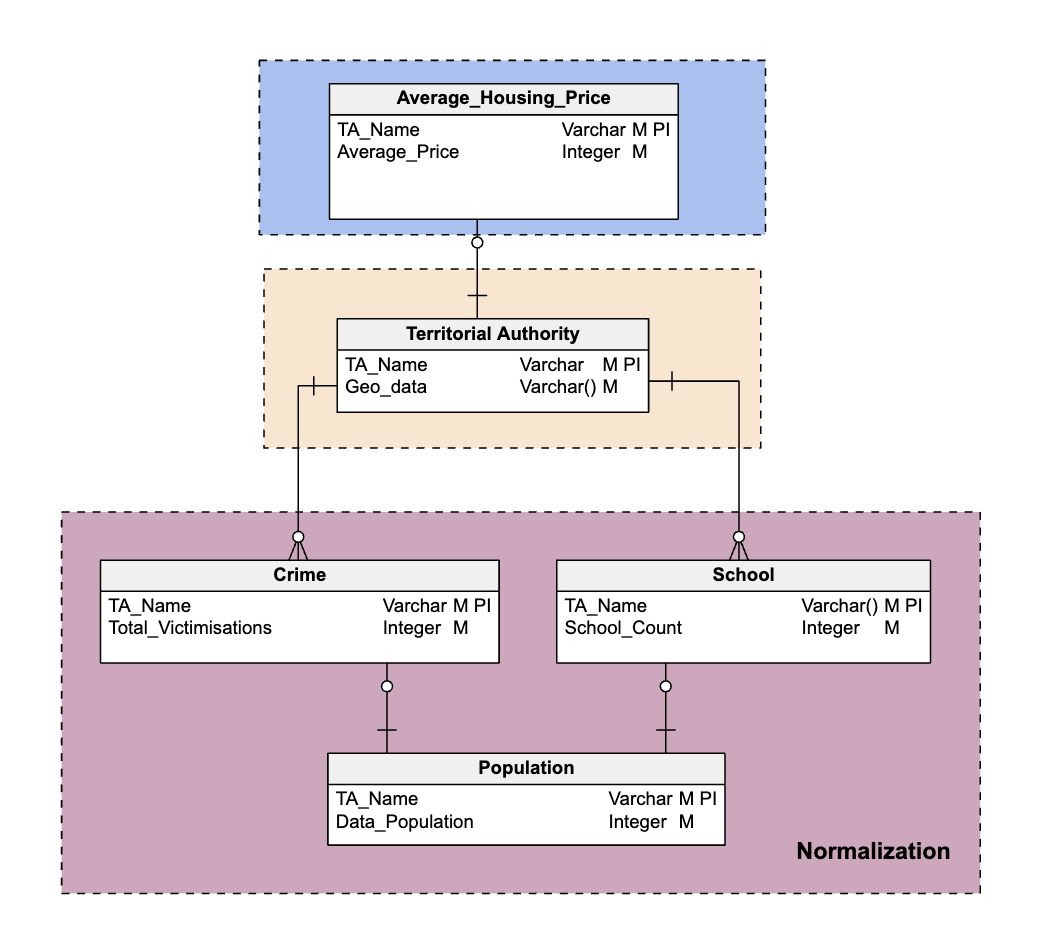 Average_Housing_Price
TA_Name Varchar M PI
Average_Price Integer M
Territorial Authority
TA_Name Varchar M PI
Geo_data Varchar() M
Crime
TA_Name Varchar M PI
Total_Victimisations Integer M
School
TA_Name Varchar() M PI
School_Count Integer M
Population
TA_Name Varchar M PI
Data_Population Integer M
Normalization